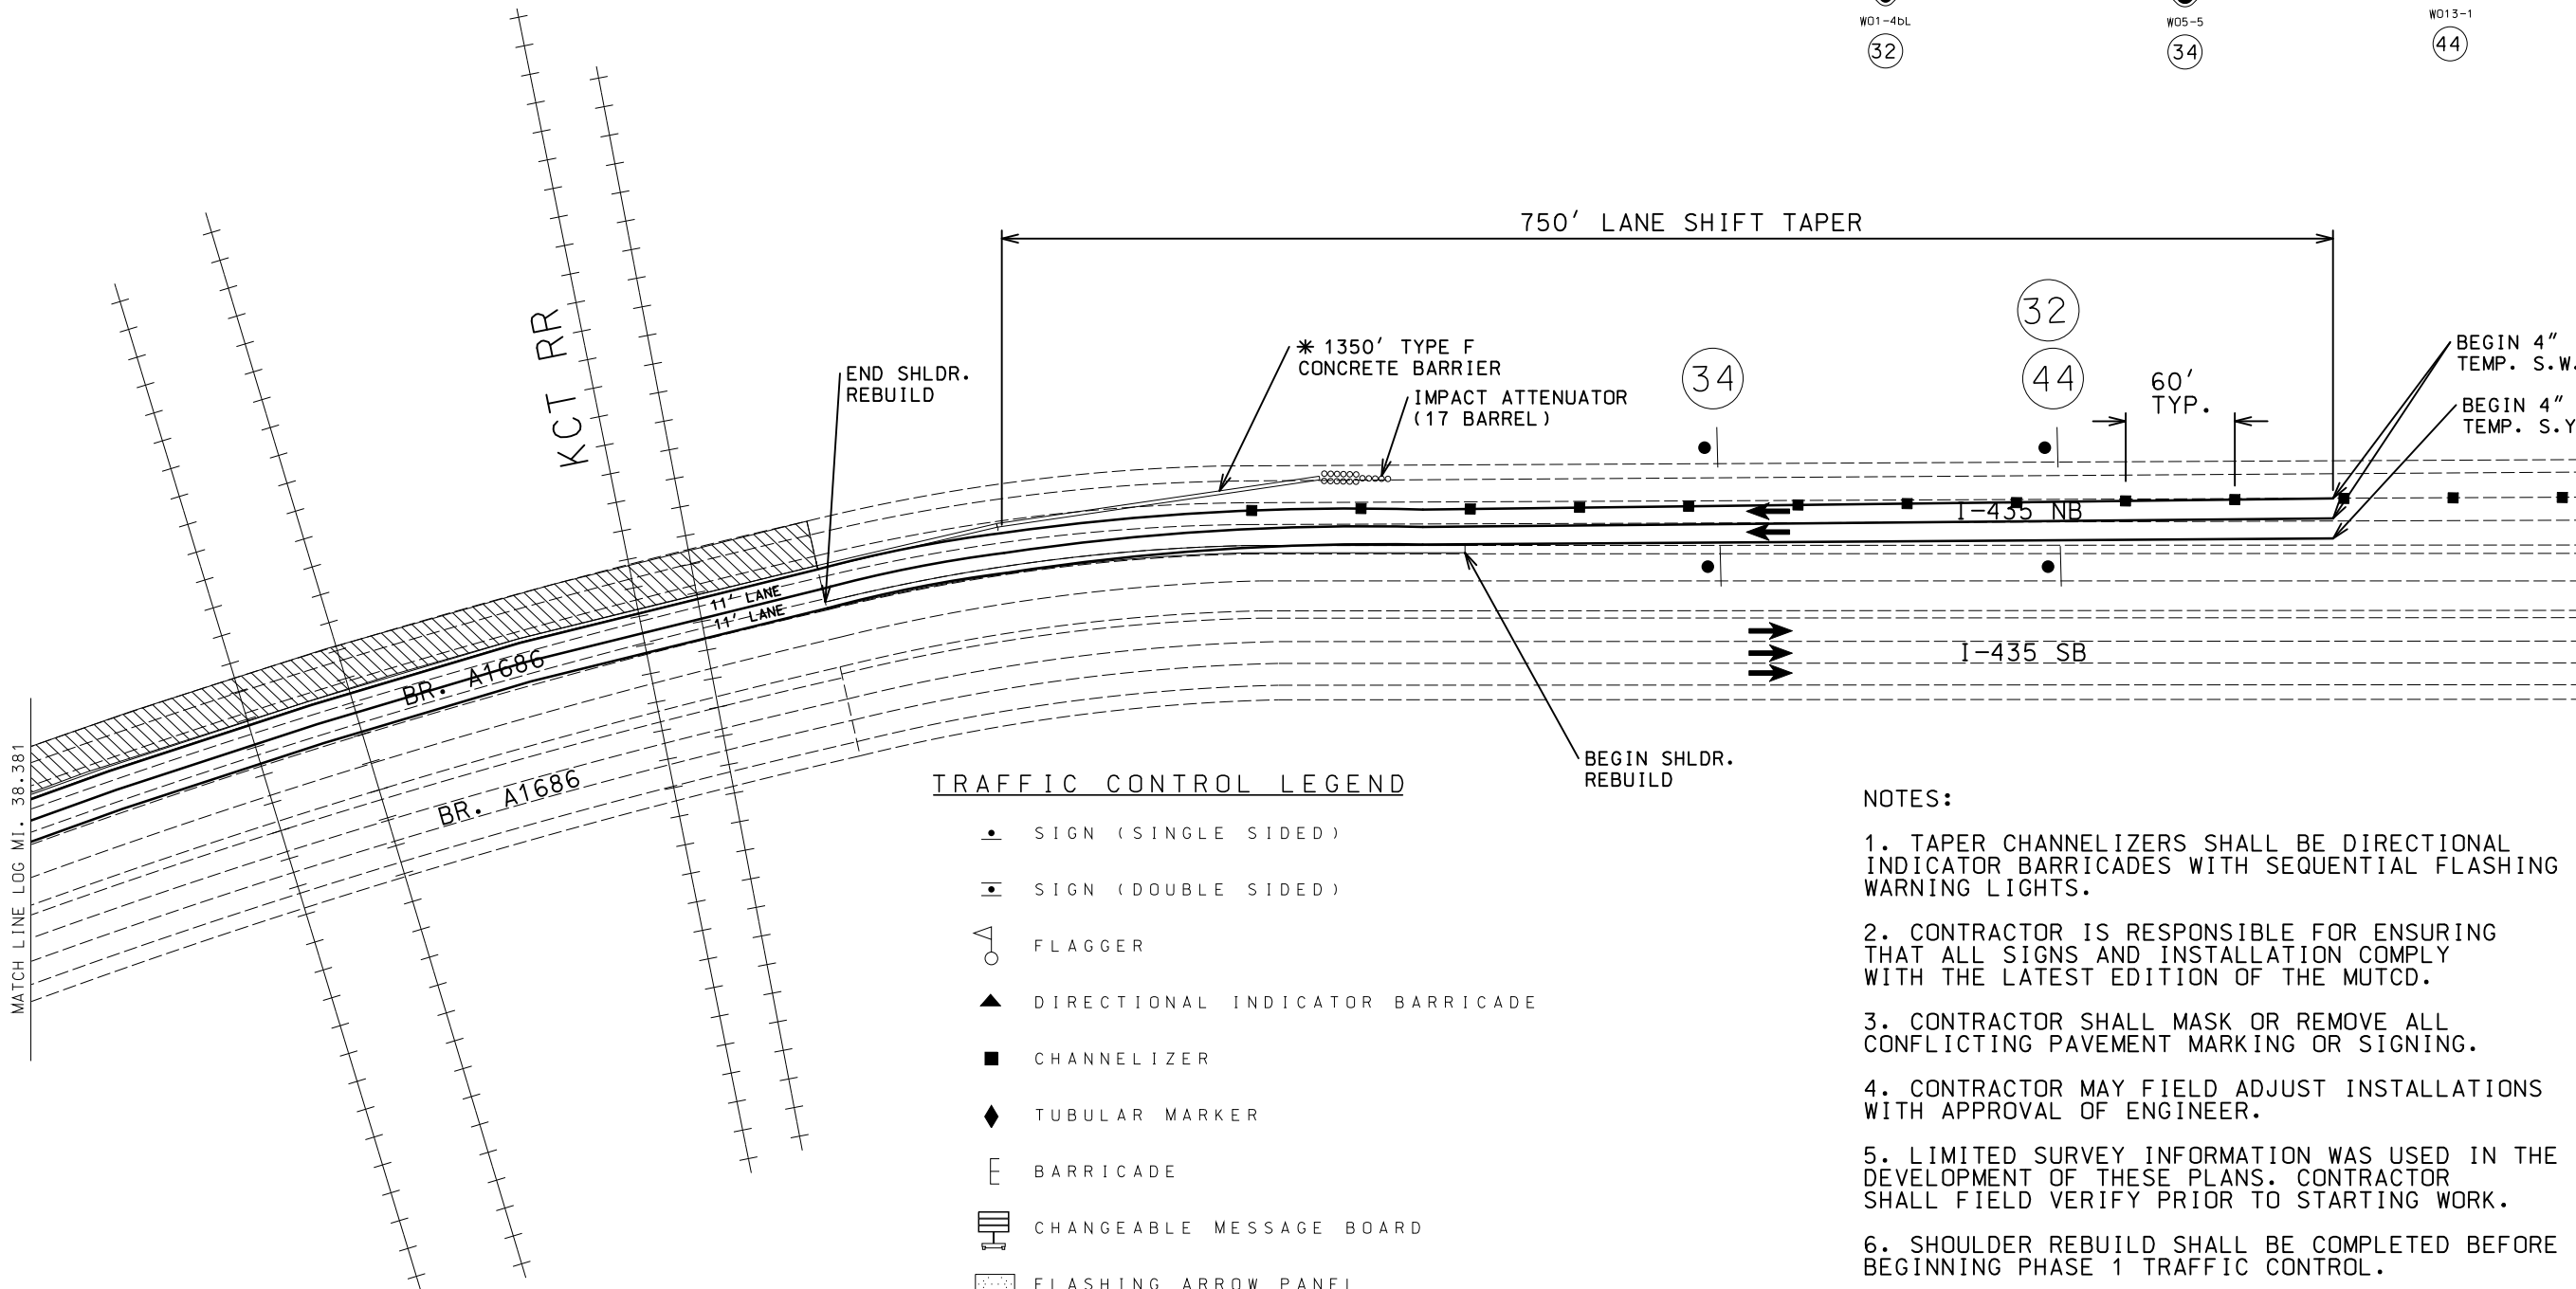 WO1-4bL
32
WO5-5
34
WO13-1
44
750' LANE SHIFT TAPER
KCT RR
END SHLDR.
REBUILD
✳ 1350' TYPE F
CONCRETE BARRIER
IMPACT ATTENUATOR
(17 BARREL)
34
32
44
60'
TYP.
BEGIN 4"
TEMP. S.W.
BEGIN 4"
TEMP. S.Y
I-435 NB
11' LANE
11' LANE
I-435 SB
BR. A1686
BR. A1686
BEGIN SHLDR.
REBUILD
MATCH LINE LOG MI. 38.381
TRAFFIC CONTROL LEGEND
SIGN (SINGLE SIDED)
SIGN (DOUBLE SIDED)
FLAGGER
DIRECTIONAL INDICATOR BARRICADE
CHANNELIZER
TUBULAR MARKER
BARRICADE
CHANGEABLE MESSAGE BOARD
FLASHING ARROW PANEL
NOTES:
1. TAPER CHANNELIZERS SHALL BE DIRECTIONAL
INDICATOR BARRICADES WITH SEQUENTIAL FLASHING
WARNING LIGHTS.
2. CONTRACTOR IS RESPONSIBLE FOR ENSURING
THAT ALL SIGNS AND INSTALLATION COMPLY
WITH THE LATEST EDITION OF THE MUTCD.
3. CONTRACTOR SHALL MASK OR REMOVE ALL
CONFLICTING PAVEMENT MARKING OR SIGNING.
4. CONTRACTOR MAY FIELD ADJUST INSTALLATIONS
WITH APPROVAL OF ENGINEER.
5. LIMITED SURVEY INFORMATION WAS USED IN THE
DEVELOPMENT OF THESE PLANS. CONTRACTOR
SHALL FIELD VERIFY PRIOR TO STARTING WORK.
6. SHOULDER REBUILD SHALL BE COMPLETED BEFORE
BEGINNING PHASE 1 TRAFFIC CONTROL.